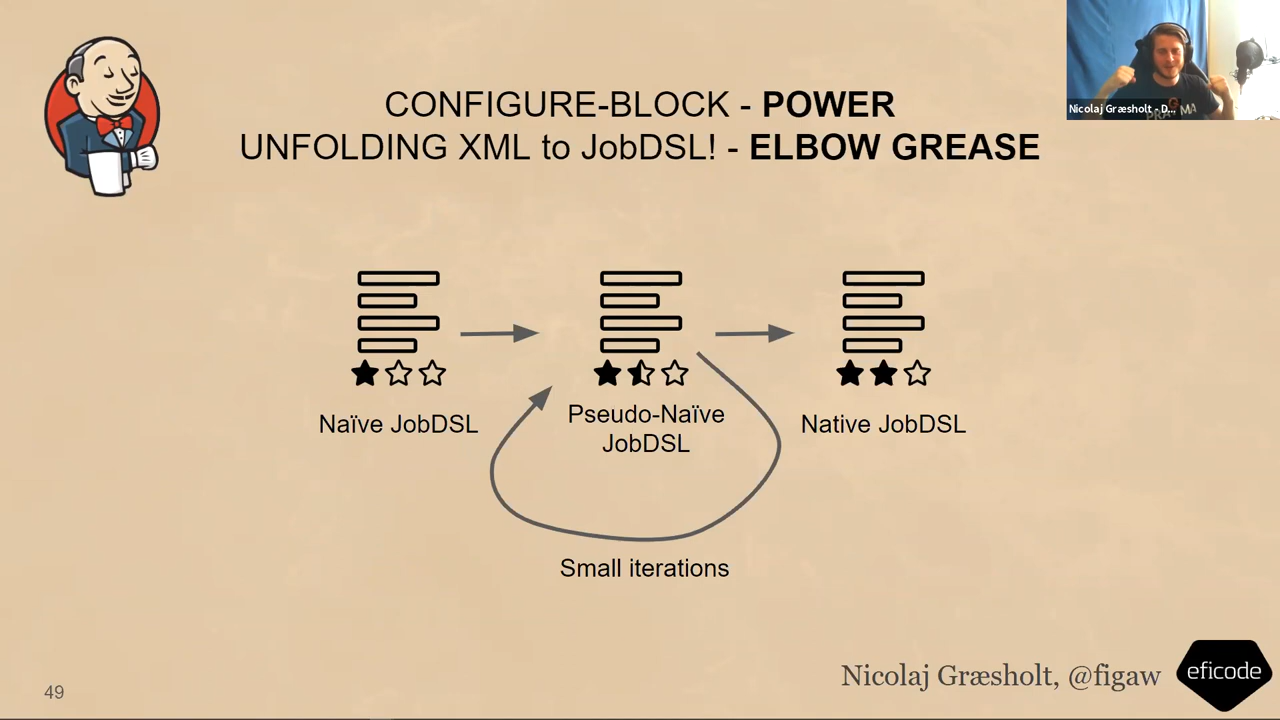 CONFIGURE-BLOCK - POWER
UNFOLDING XML to JobDSL! - ELBOW GREASE
Nicolaj Græsholt - D...
Naïve JobDSL
Pseudo-Naïve
JobDSL
Native JobDSL
Small iterations
49
Nicolaj Græsholt, @figaw
eficode